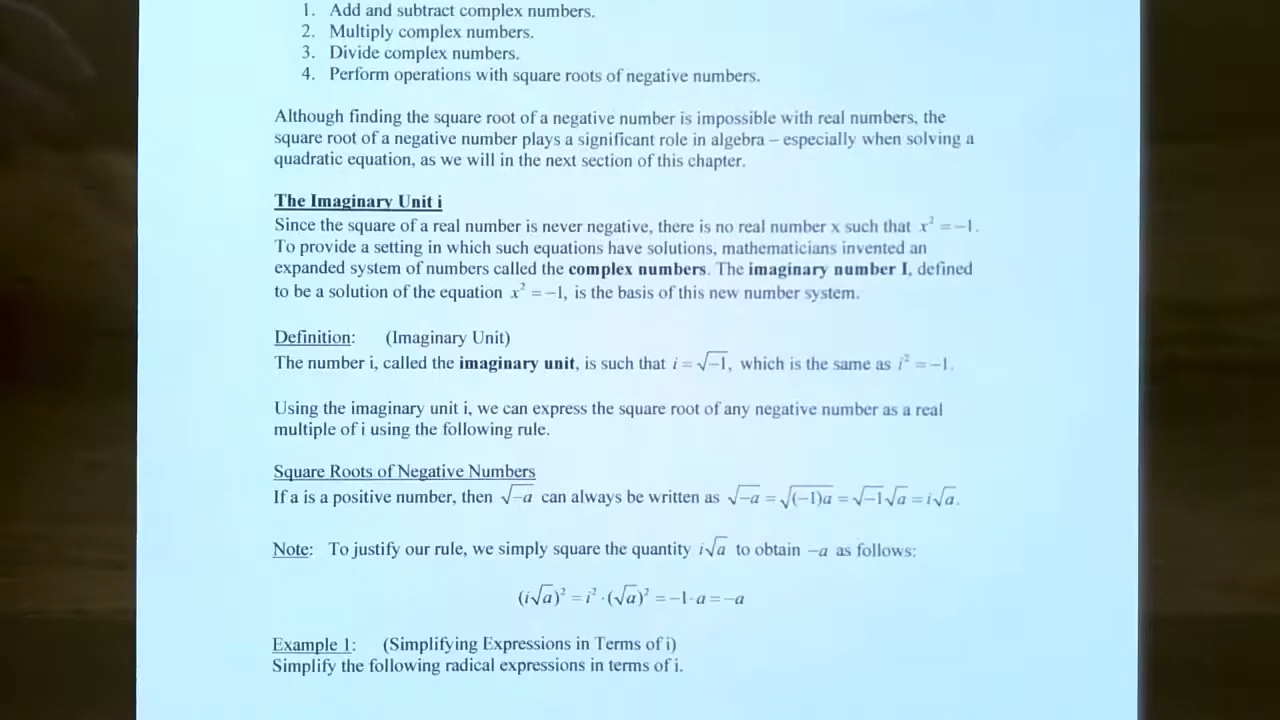 1. Add and subtract complex numbers.
2. Multiply complex numbers.
3. Divide complex numbers.
4. Perform operations with square roots of negative numbers.
Although finding the square root of a negative number is impossible with real numbers, the
square root of a negative number plays a significant role in algebra – especially when solving a
quadratic equation, as we will in the next section of this chapter.
The Imaginary Unit i
Since the square of a real number is never negative, there is no real number x such that x² = −1.
To provide a setting in which such equations have solutions, mathematicians invented an
expanded system of numbers called the complex numbers. The imaginary number I, defined
to be a solution of the equation x² = −1, is the basis of this new number system.
Definition: (Imaginary Unit)
The number i, called the imaginary unit, is such that i = √−1, which is the same as i² = −1.
Using the imaginary unit i, we can express the square root of any negative number as a real
multiple of i using the following rule.
Square Roots of Negative Numbers
If a is a positive number, then √−a can always be written as √−a = √(−1)a = √−1√a = i√a.
Note: To justify our rule, we simply square the quantity i√a to obtain −a as follows:
(i√a)² = i² · (√a)² = −1 · a = −a
Example 1: (Simplifying Expressions in Terms of i)
Simplify the following radical expressions in terms of i.